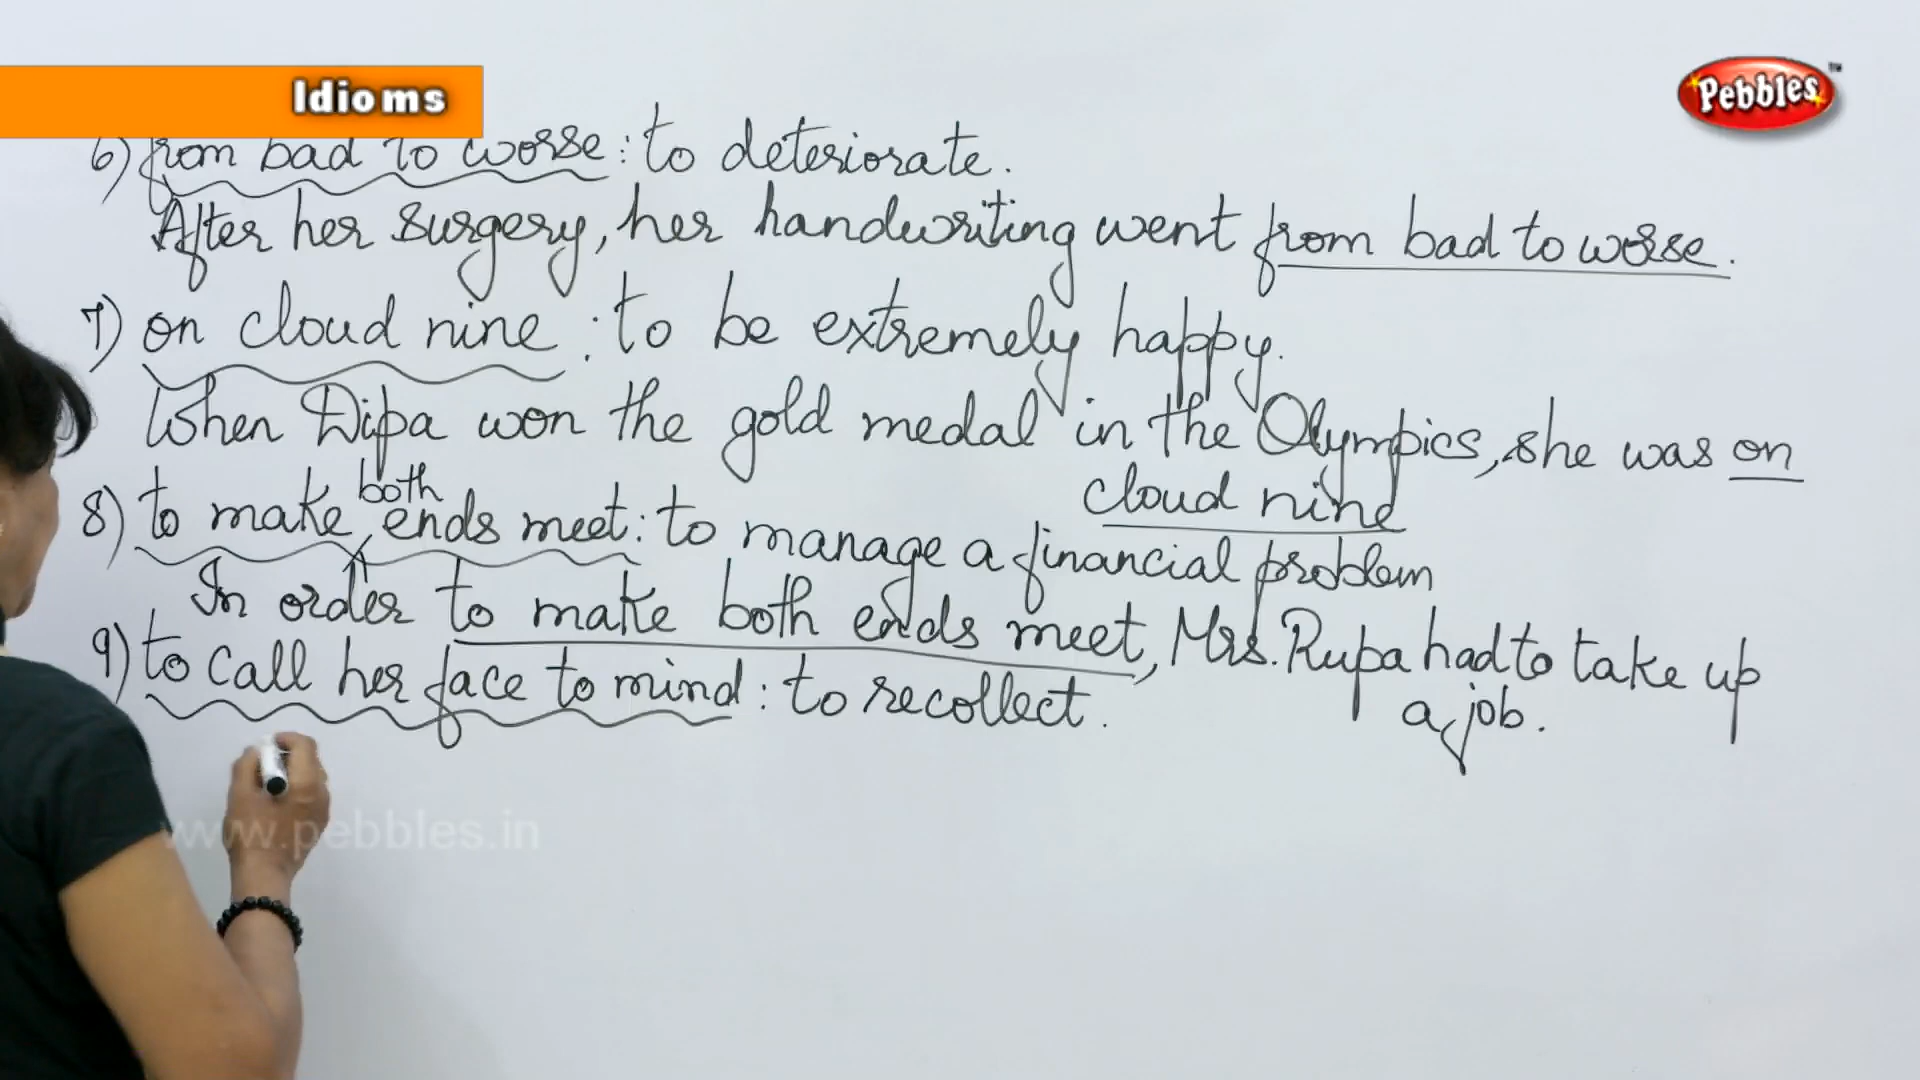 Idioms
Pebbles™
6) from bad to worse : to deteriorate.
After her surgery, her handwriting went from bad to worse.
7) on cloud nine : to be extremely happy.
When Dipa won the gold medal in the Olympics, she was on
cloud nine
8) to make both ends meet : to manage a financial problem
In order to make both ends meet, Mrs. Rupa had to take up
a job.
9) to call her face to mind : to recollect.
www.pebbles.in